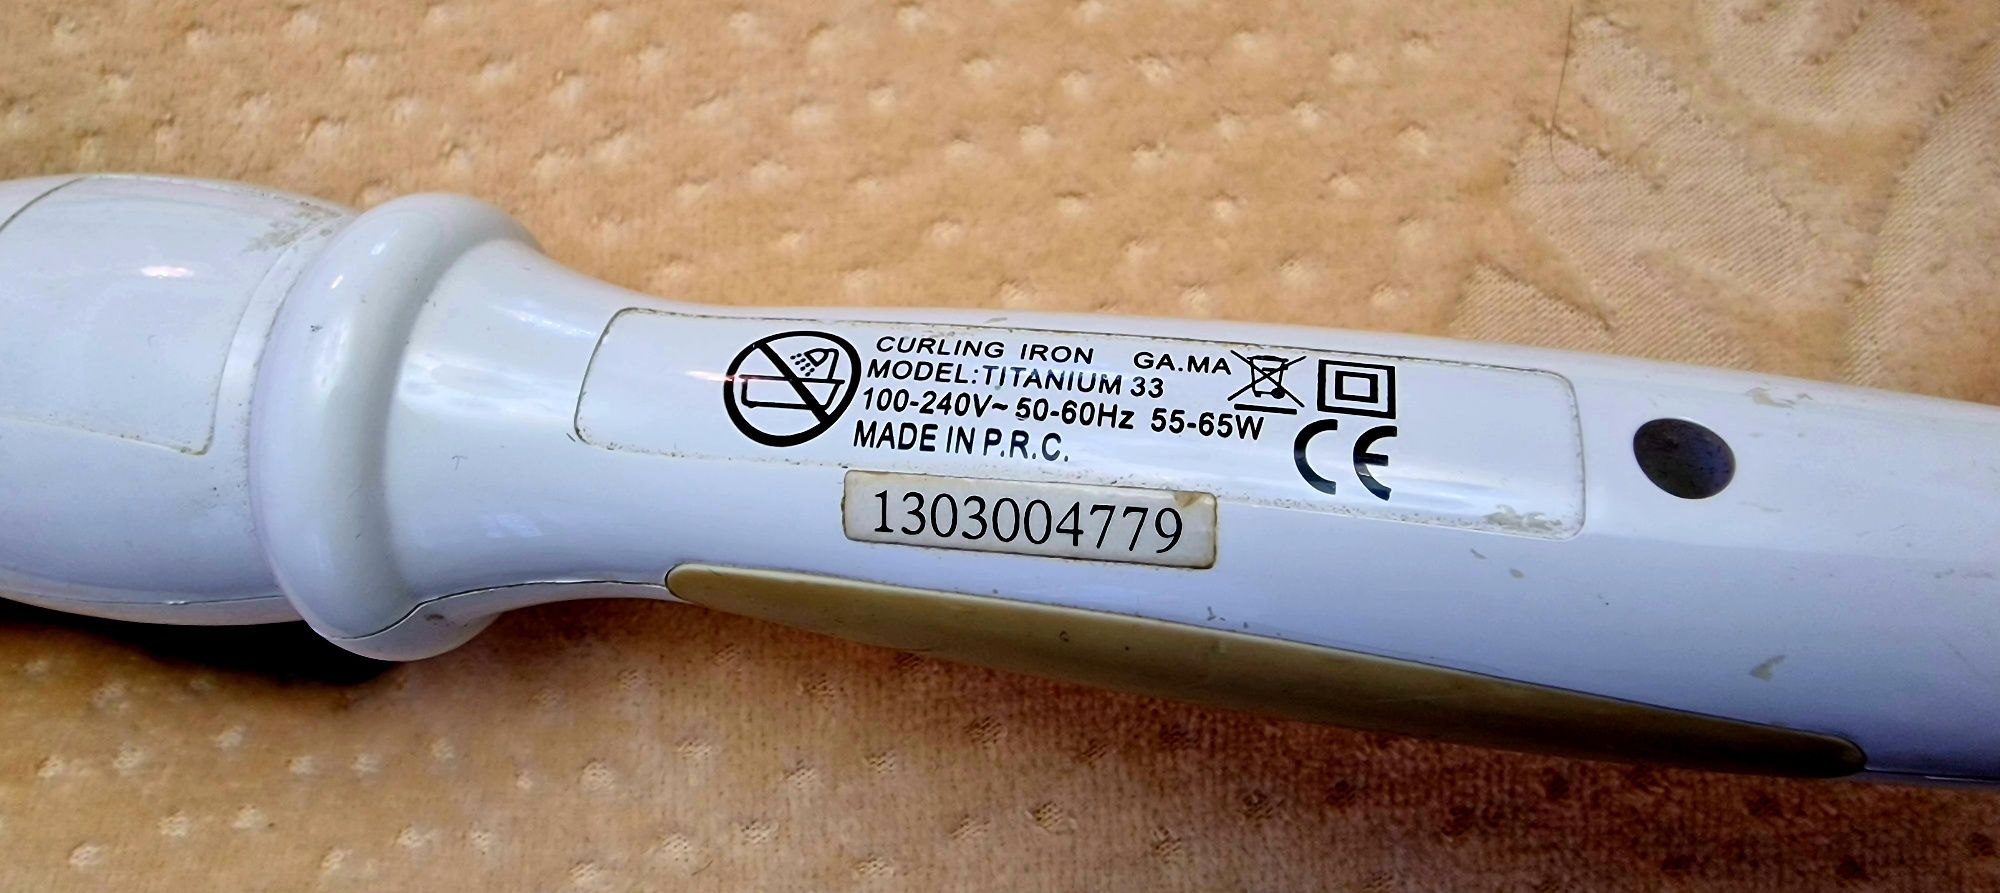 CURLING IRON GA.MA
MODEL:TITANIUM 33
100-240V~ 50-60Hz 55-65W
MADE IN P.R.C.
CE
1303004779